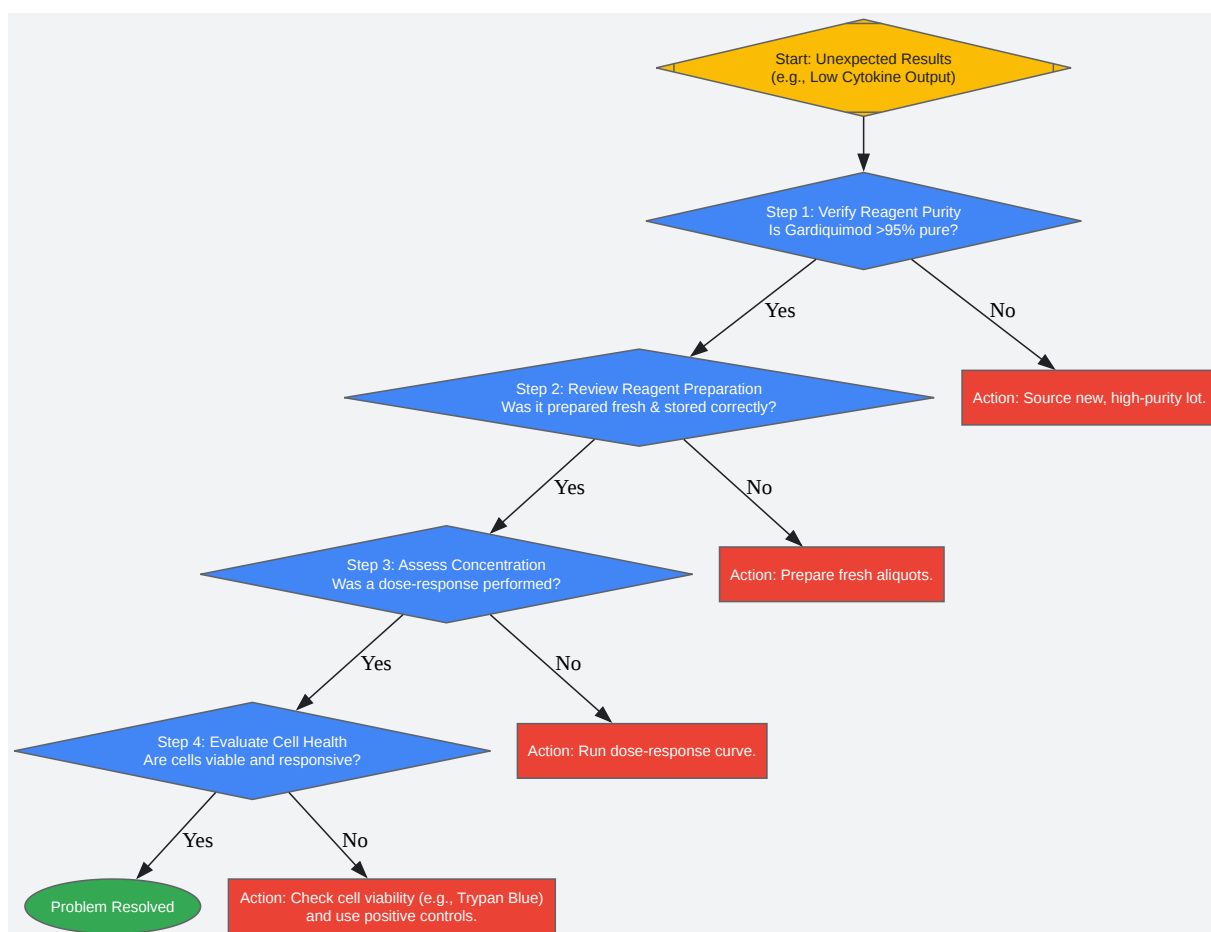 Start: Unexpected Results
(e.g., Low Cytokine Output)
Step 1: Verify Reagent Purity
Is Gardiquimod >95% pure?
Yes
No
Step 2: Review Reagent Preparation
Was it prepared fresh & stored correctly?
Action: Source new, high-purity lot.
Yes
No
Step 3: Assess Concentration
Was a dose-response performed?
Action: Prepare fresh aliquots.
Yes
No
Step 4: Evaluate Cell Health
Are cells viable and responsive?
Action: Run dose-response curve.
Yes
No
Problem Resolved
Action: Check cell viability (e.g., Trypan Blue)
and use positive controls.